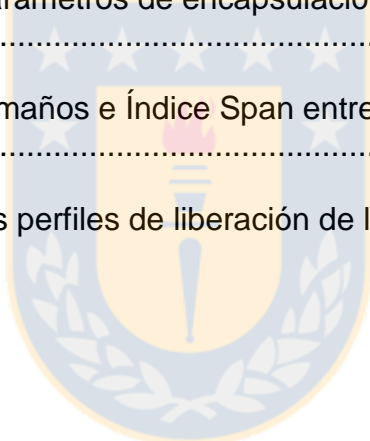 arámetros de encapsulació
........................................
maños e Índice Span entre
........................................
s perfiles de liberación de l